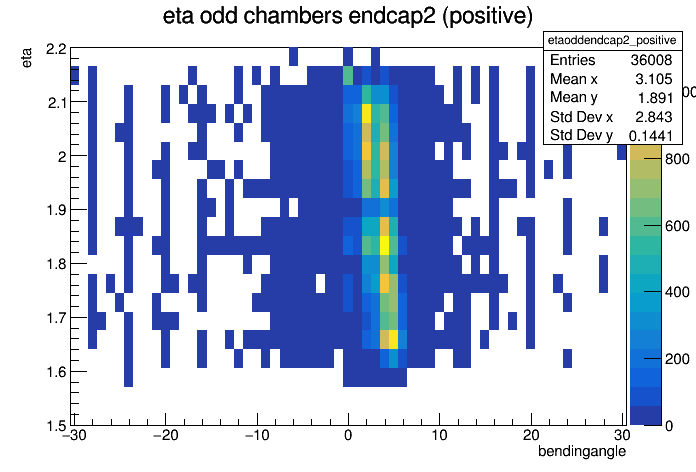 eta odd chambers endcap2 (positive)
etaoddendcap2_positive
Entries 36008
Mean x 3.105
Mean y 1.891
Std Dev x 2.843
Std Dev y 0.1441
eta
2.2
2.1
2
1.9
1.8
1.7
1.6
1.5
−30 −20 −10 0 10 20 30
bendingangle
00
800
600
400
200
0